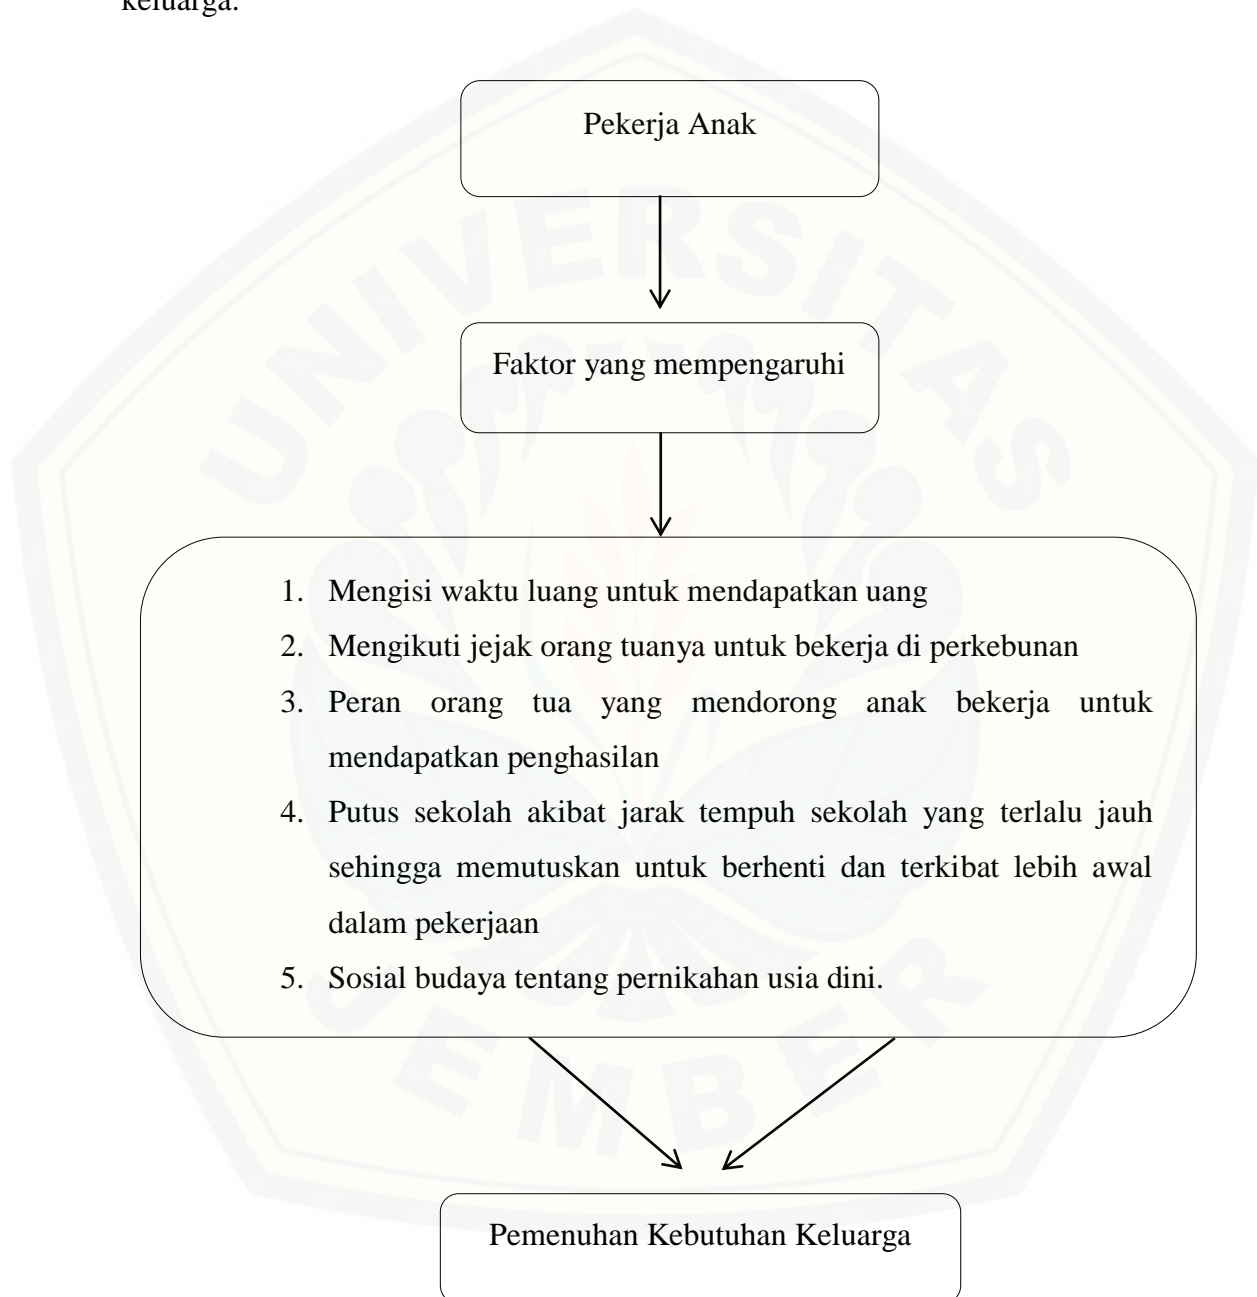 keluarga.
Pekerja Anak
Faktor yang mempengaruhi
1. Mengisi waktu luang untuk mendapatkan uang
2. Mengikuti jejak orang tuanya untuk bekerja di perkebunan
3. Peran orang tua yang mendorong anak bekerja untuk
mendapatkan penghasilan
4. Putus sekolah akibat jarak tempuh sekolah yang terlalu jauh
sehingga memutuskan untuk berhenti dan terkibat lebih awal
dalam pekerjaan
5. Sosial budaya tentang pernikahan usia dini.
Pemenuhan Kebutuhan Keluarga
UNIVERSITAS
JEMBER